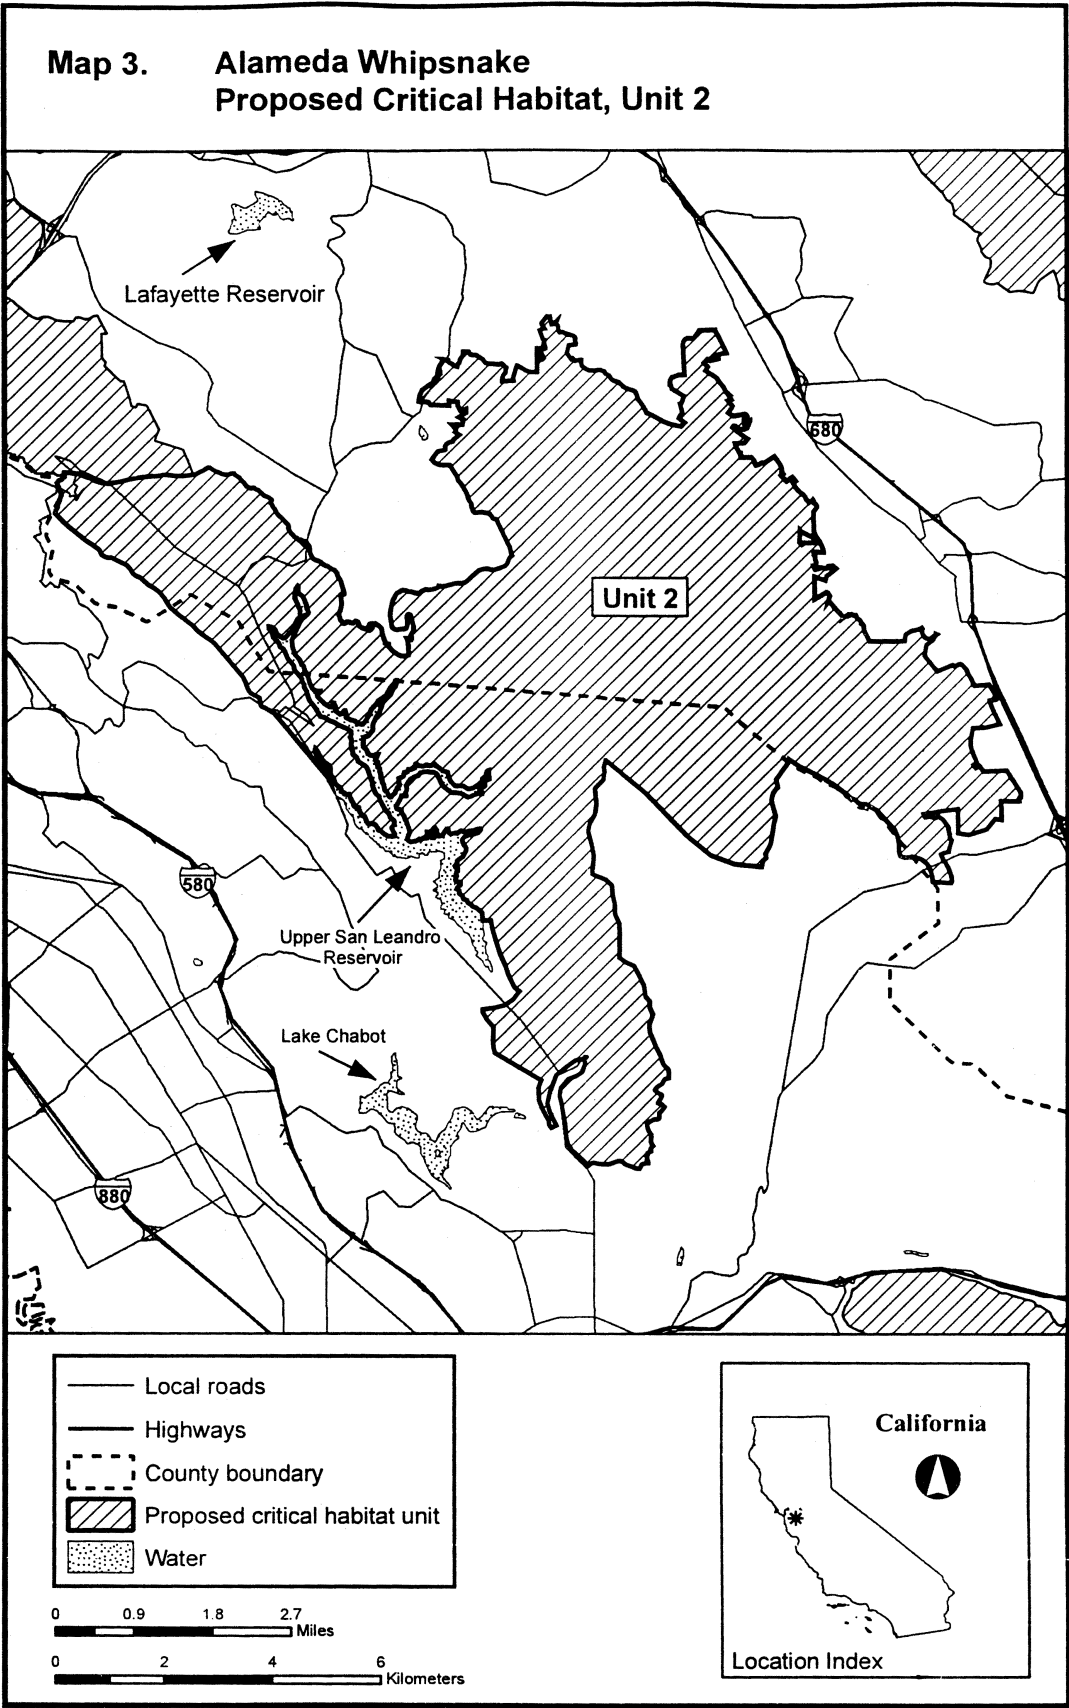 Map 3. Alameda Whipsnake
Proposed Critical Habitat, Unit 2
Lafayette Reservoir
680
Unit 2
580
Upper San Leandro
Reservoir
Lake Chabot
880
Local roads
Highways
County boundary
Proposed critical habitat unit
Water
0 0.9 1.8 2.7
Miles
0 2 4 6
Kilometers
California
Location Index